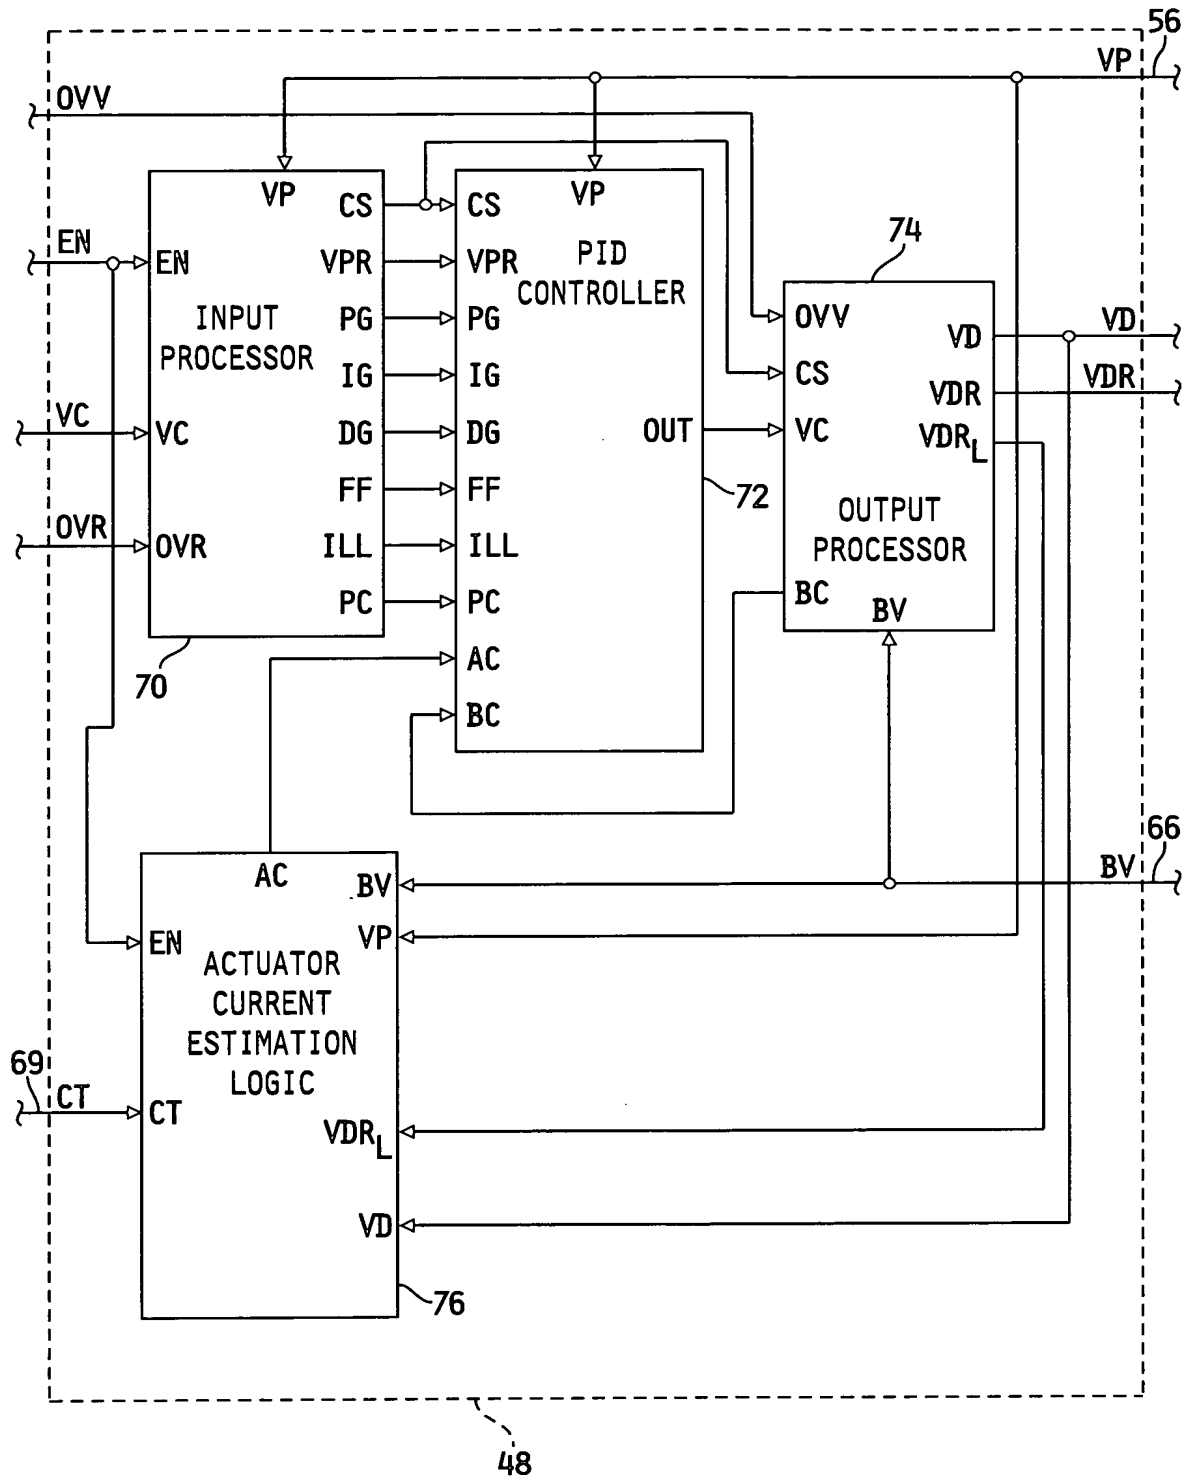 56
VP
OVV
VP
CS
CS
VP
EN
EN
VPR
VPR
PID
CONTROLLER
74
INPUT
PROCESSOR
PG
PG
OVV
VD
VD
IG
IG
CS
VDR
VDR
VC
VC
DG
DG
OUT
VC
VDRL
FF
FF
72
OUTPUT
PROCESSOR
OVR
OVR
ILL
ILL
PC
PC
BC
BV
70
AC
BC
66
AC
BV
BV
EN
VP
ACTUATOR
CURRENT
ESTIMATION
LOGIC
69
CT
CT
VDRL
VD
76
48